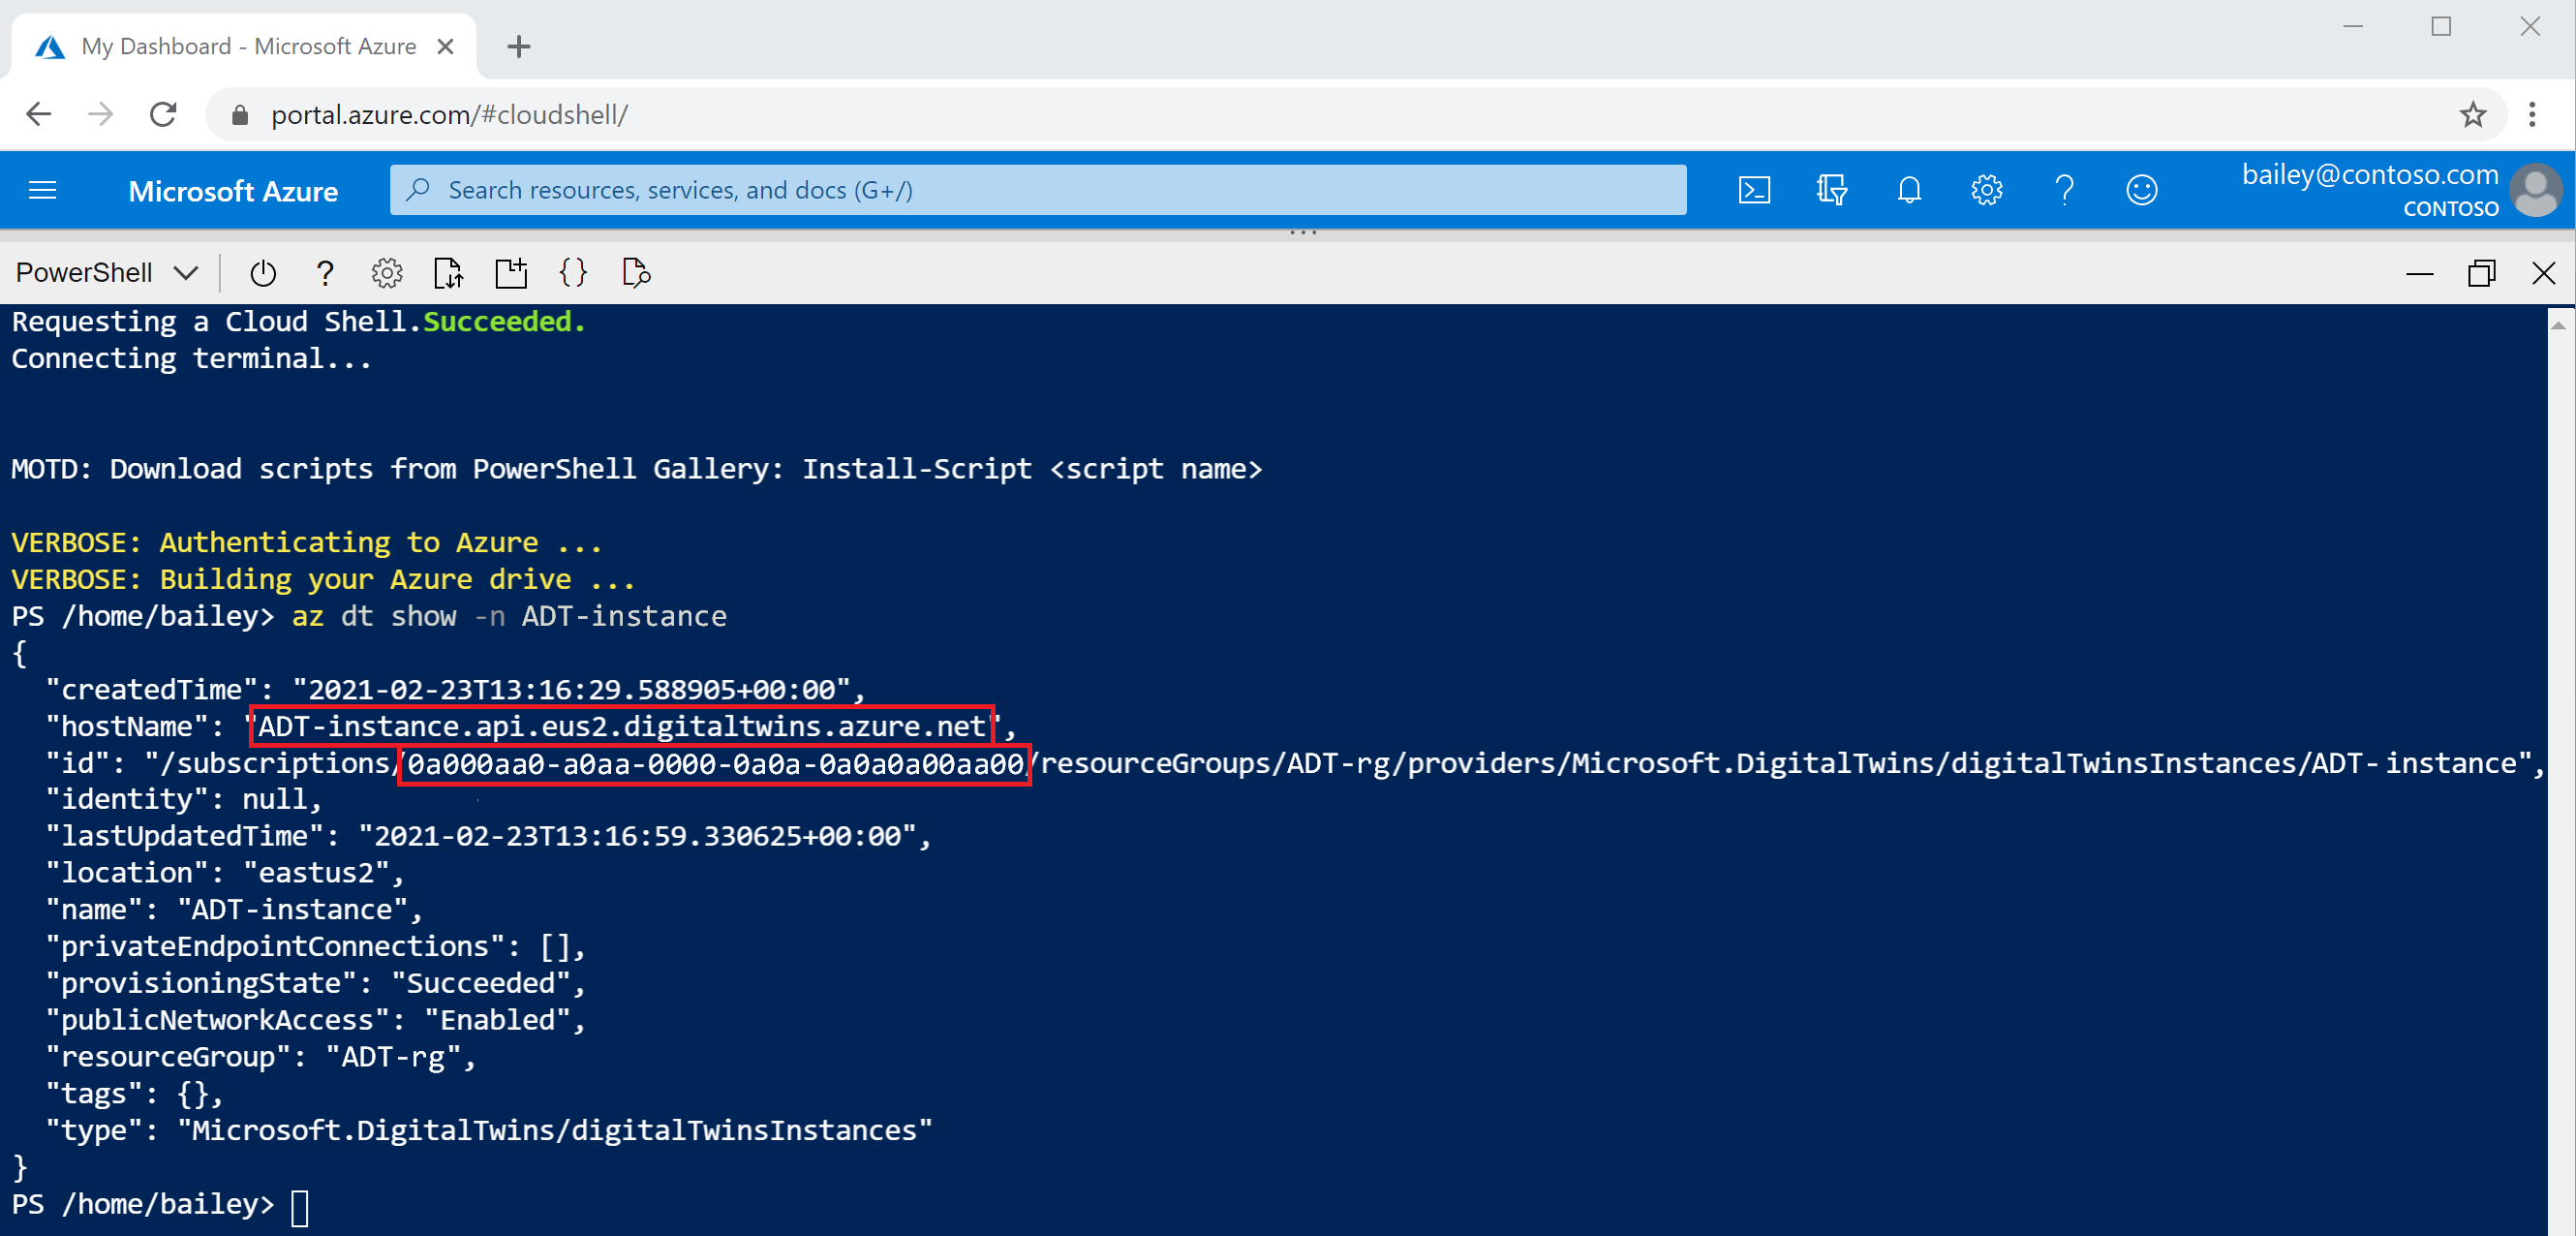 My Dashboard - Microsoft Azure
portal.azure.com/#cloudshell/
Microsoft Azure
Search resources, services, and docs (G+/)
bailey@contoso.com
CONTOSO
PowerShell
Requesting a Cloud Shell.Succeeded.
Connecting terminal...
MOTD: Download scripts from PowerShell Gallery: Install-Script <script name>
VERBOSE: Authenticating to Azure ...
VERBOSE: Building your Azure drive ...
PS /home/bailey> az dt show -n ADT-instance
{
"createdTime": "2021-02-23T13:16:29.588905+00:00",
"hostName": "ADT-instance.api.eus2.digitaltwins.azure.net",
"id": "/subscriptions/0a000aa0-a0aa-0000-0a0a-0a0a0a00aa00/resourceGroups/ADT-rg/providers/Microsoft.DigitalTwins/digitalTwinsInstances/ADT-instance",
"identity": null,
"lastUpdatedTime": "2021-02-23T13:16:59.330625+00:00",
"location": "eastus2",
"name": "ADT-instance",
"privateEndpointConnections": [],
"provisioningState": "Succeeded",
"publicNetworkAccess": "Enabled",
"resourceGroup": "ADT-rg",
"tags": {},
"type": "Microsoft.DigitalTwins/digitalTwinsInstances"
}
PS /home/bailey>